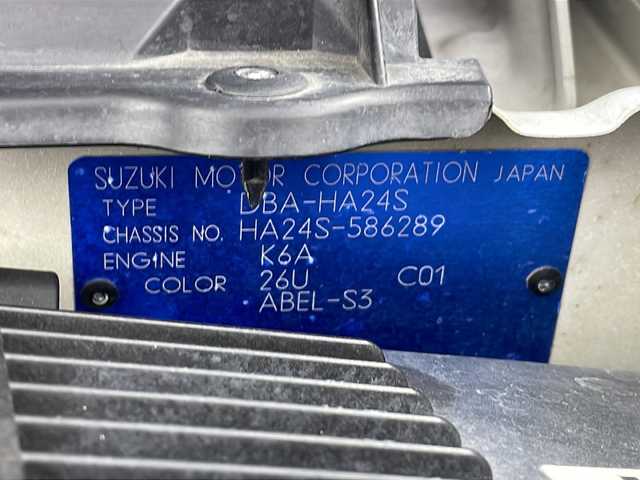 SUZUKI MOTOR CORPORATION JAPAN
TYPE DBA-HA24S
CHASSIS NO. HA24S-586289
ENGINE K6A
COLOR 26U C01
ABEL-S3